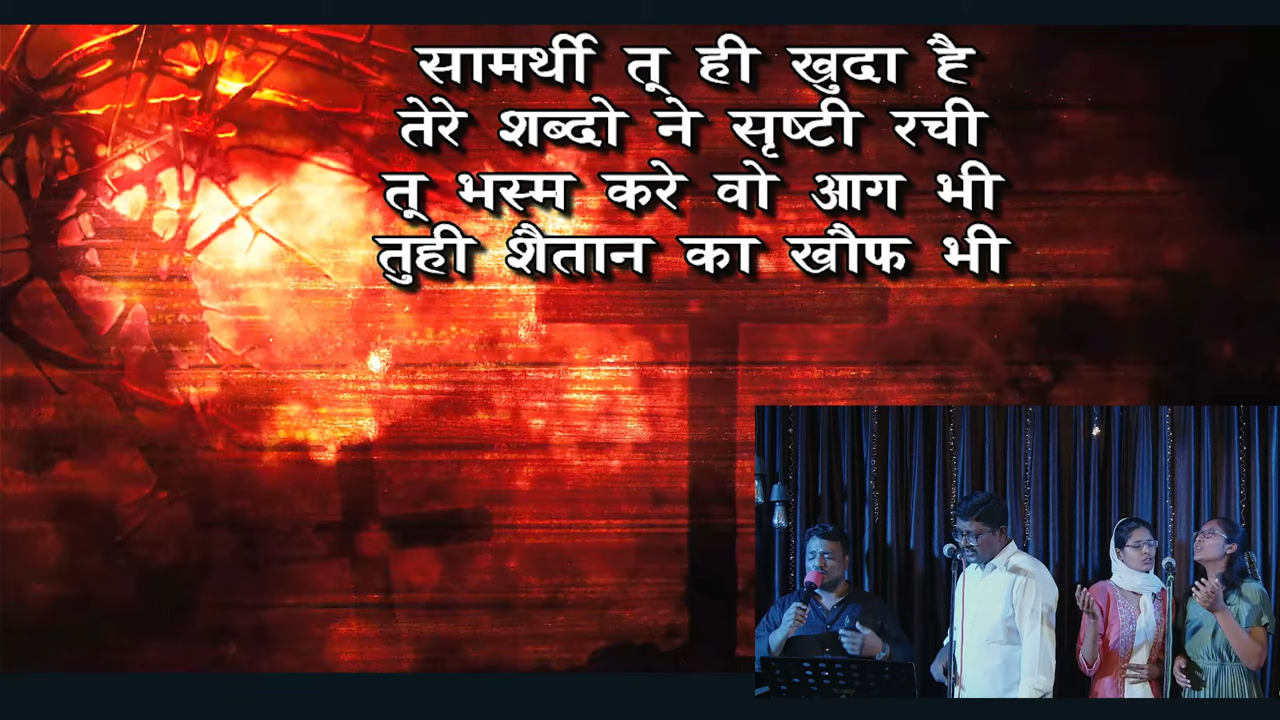 सामर्थी तू ही खुदा है
तेरे शब्दो ने सृष्टी रची
तू भस्म करे वो आग भी
तुही शैतान का खौफ भी